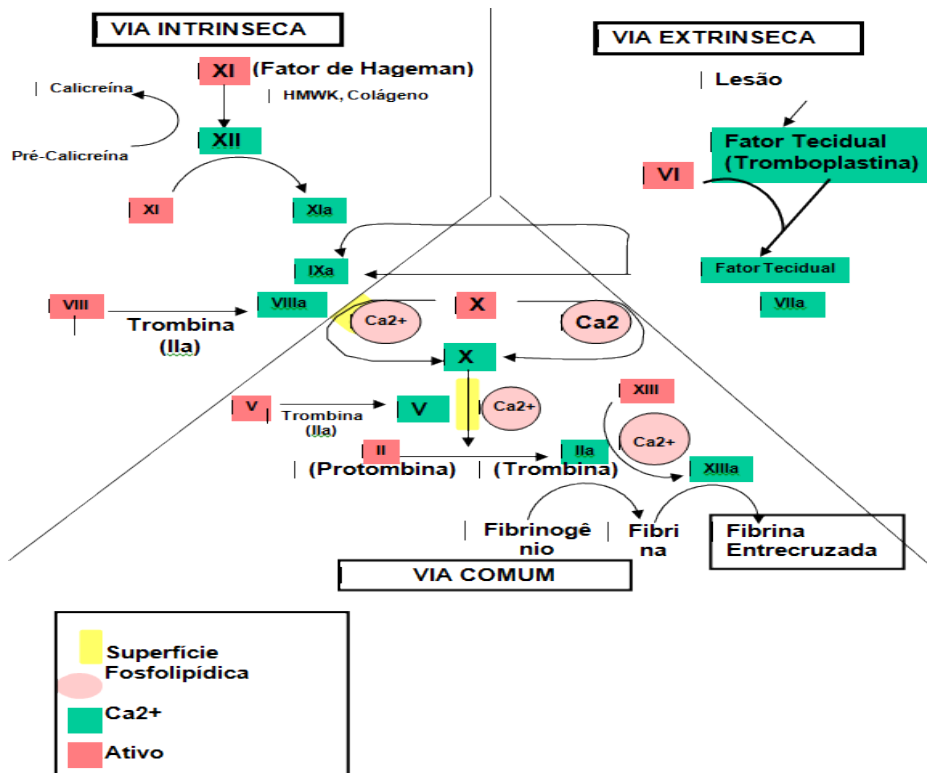 VIA INTRINSECA
XI (Fator de Hageman)
HMWK, Colágeno
Calicreína
XII
Pré-Calicreína
XI
XIa
VIA EXTRINSECA
Lesão
Fator Tecidual
(Tromboplastina)
VI
Fator Tecidual
VIIa
IXa
VIII
VIIIa
Trombina
(IIa)
Ca2+
X
Ca2
X
V
Trombina
(IIa)
V
Ca2+
XIII
Ca2+
II
(Protombina)
(Trombina)
IIa
XIIIa
Fibrinogê
nio
Fibri
na
Fibrina
Entrecruzada
VIA COMUM
Superfície
Fosfolipídica
Ca2+
Ativo